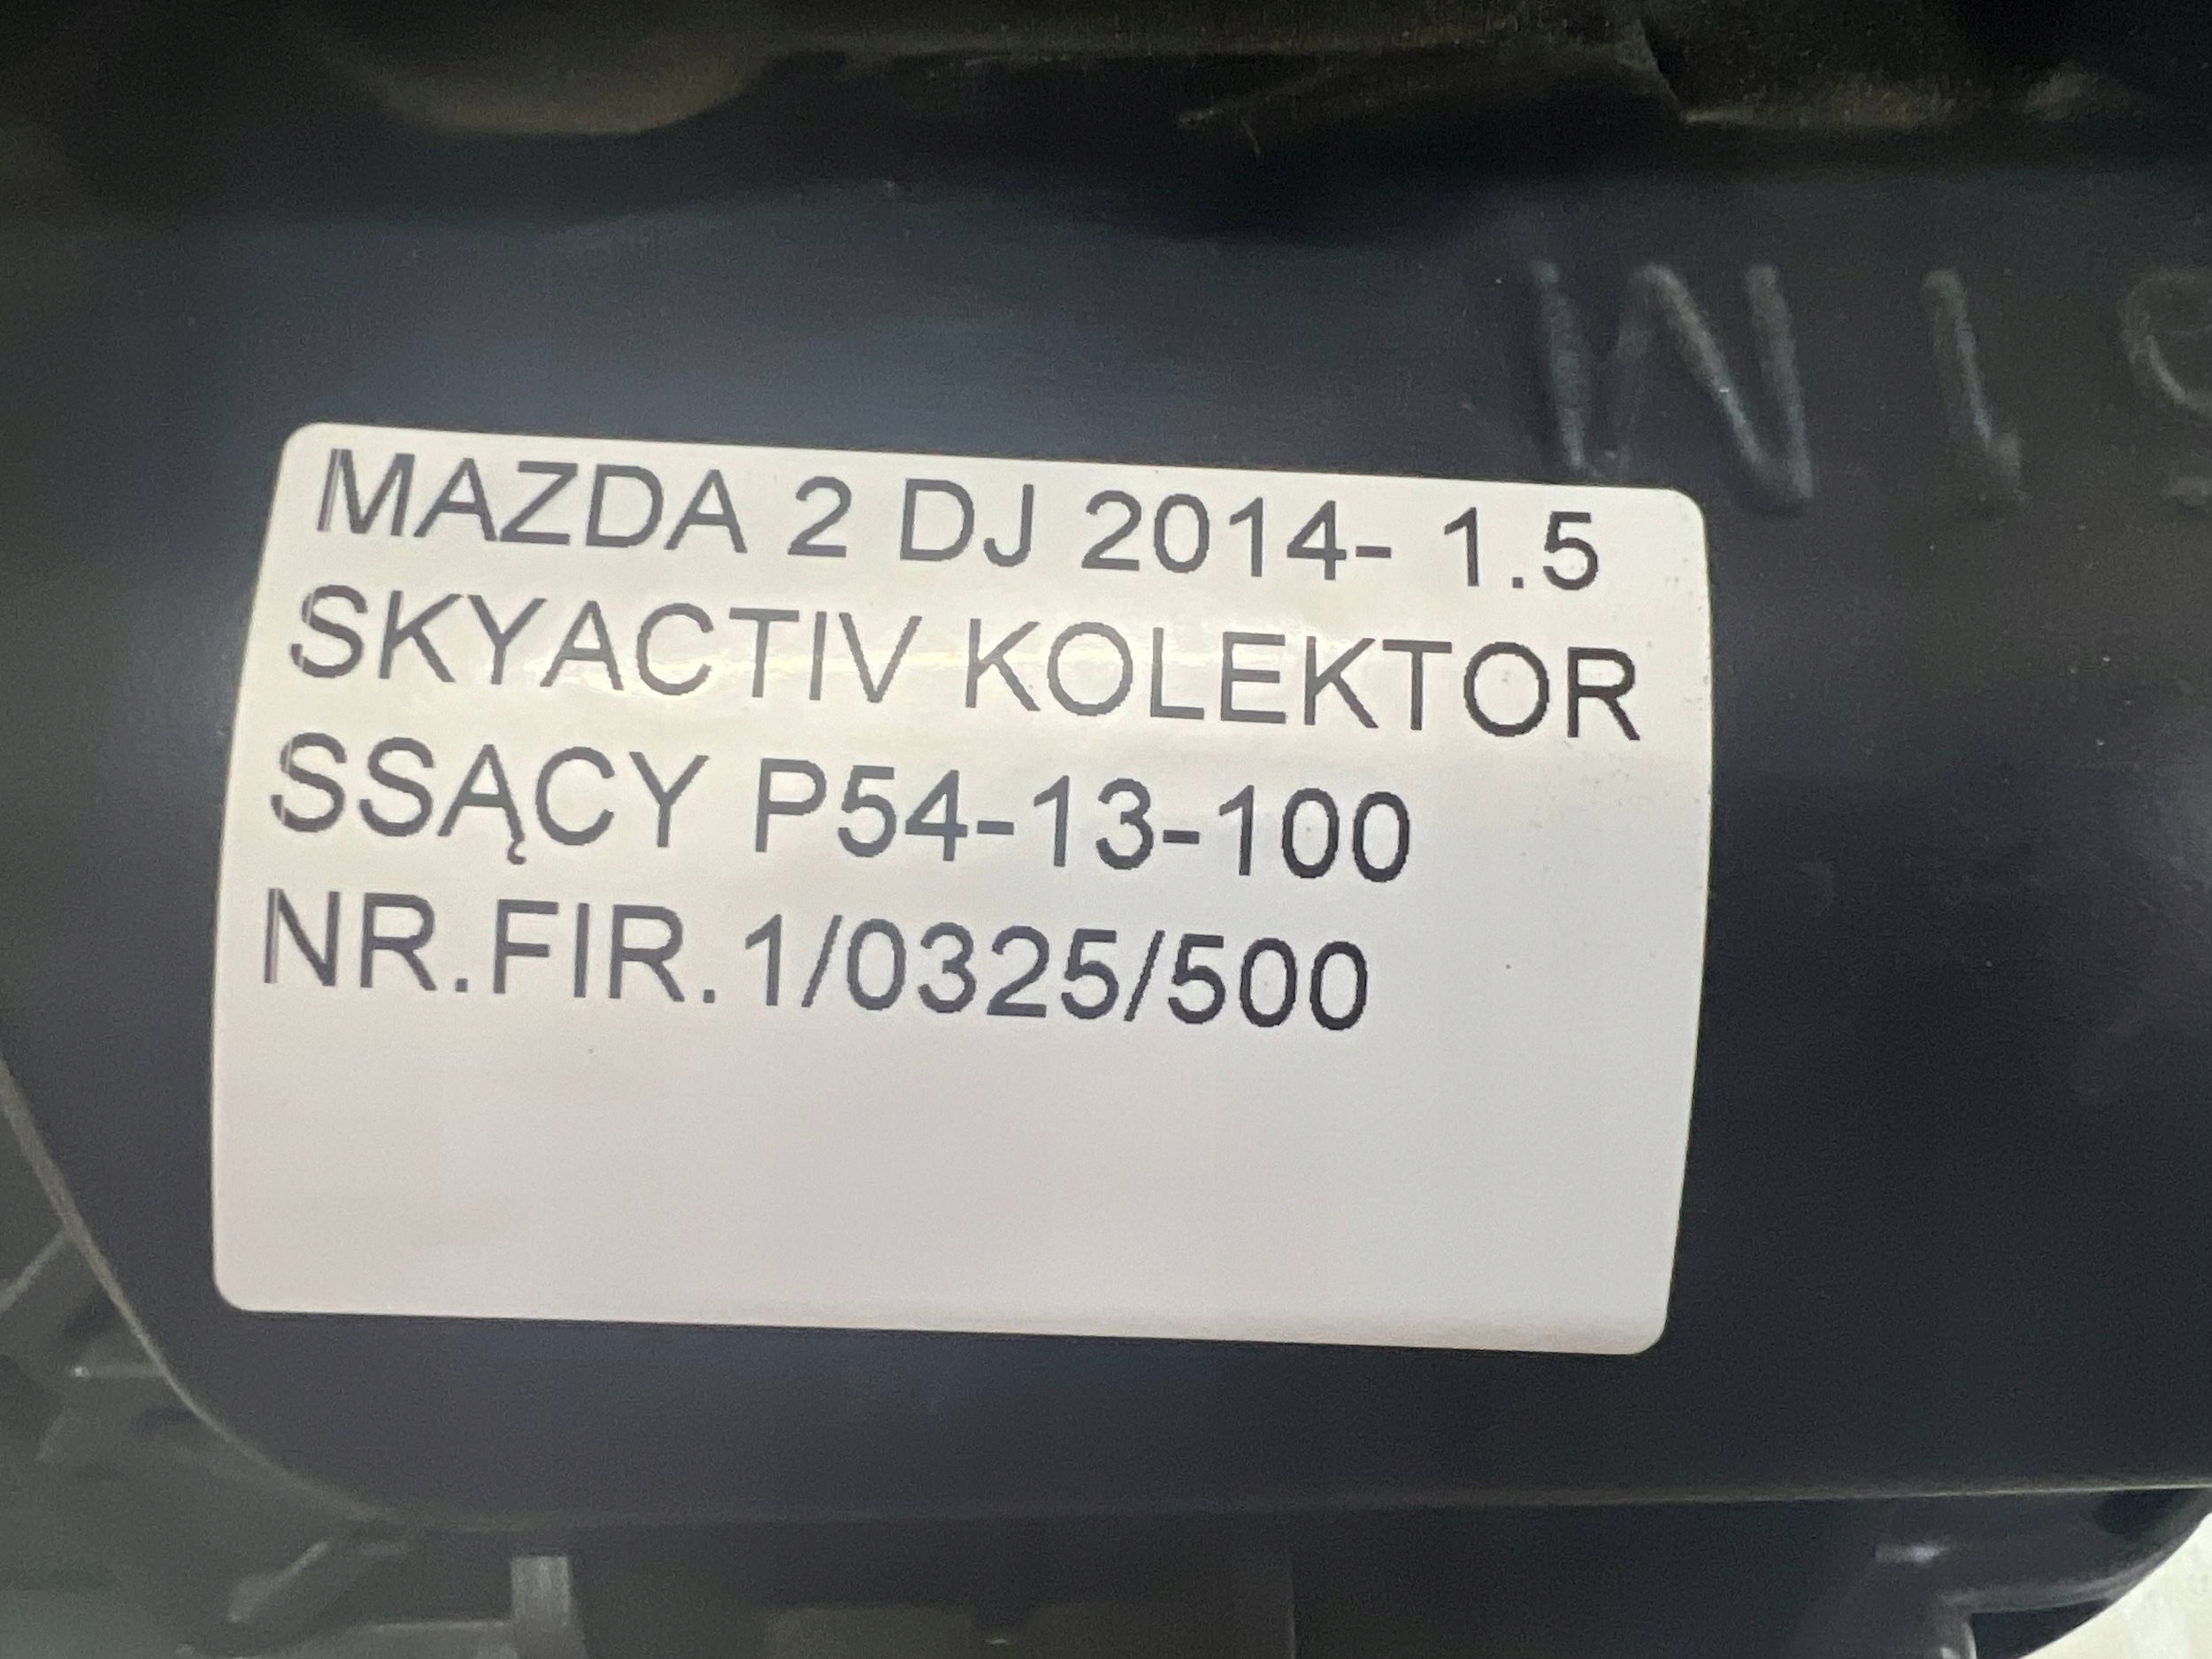 MAZDA 2 DJ 2014- 1.5
SKYACTIV KOLEKTOR
SSĄCY P54-13-100
NR.FIR.1/0325/500